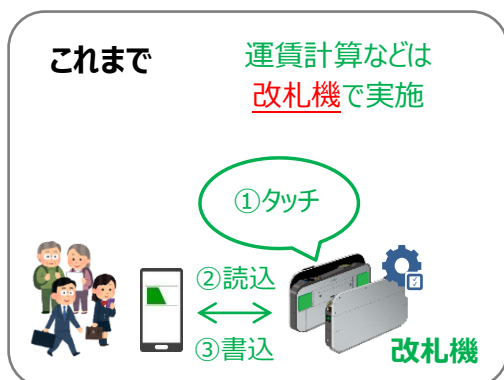 これまで
運賃計算などは
改札機で実施
①タッチ
②読込
③書込
改札機